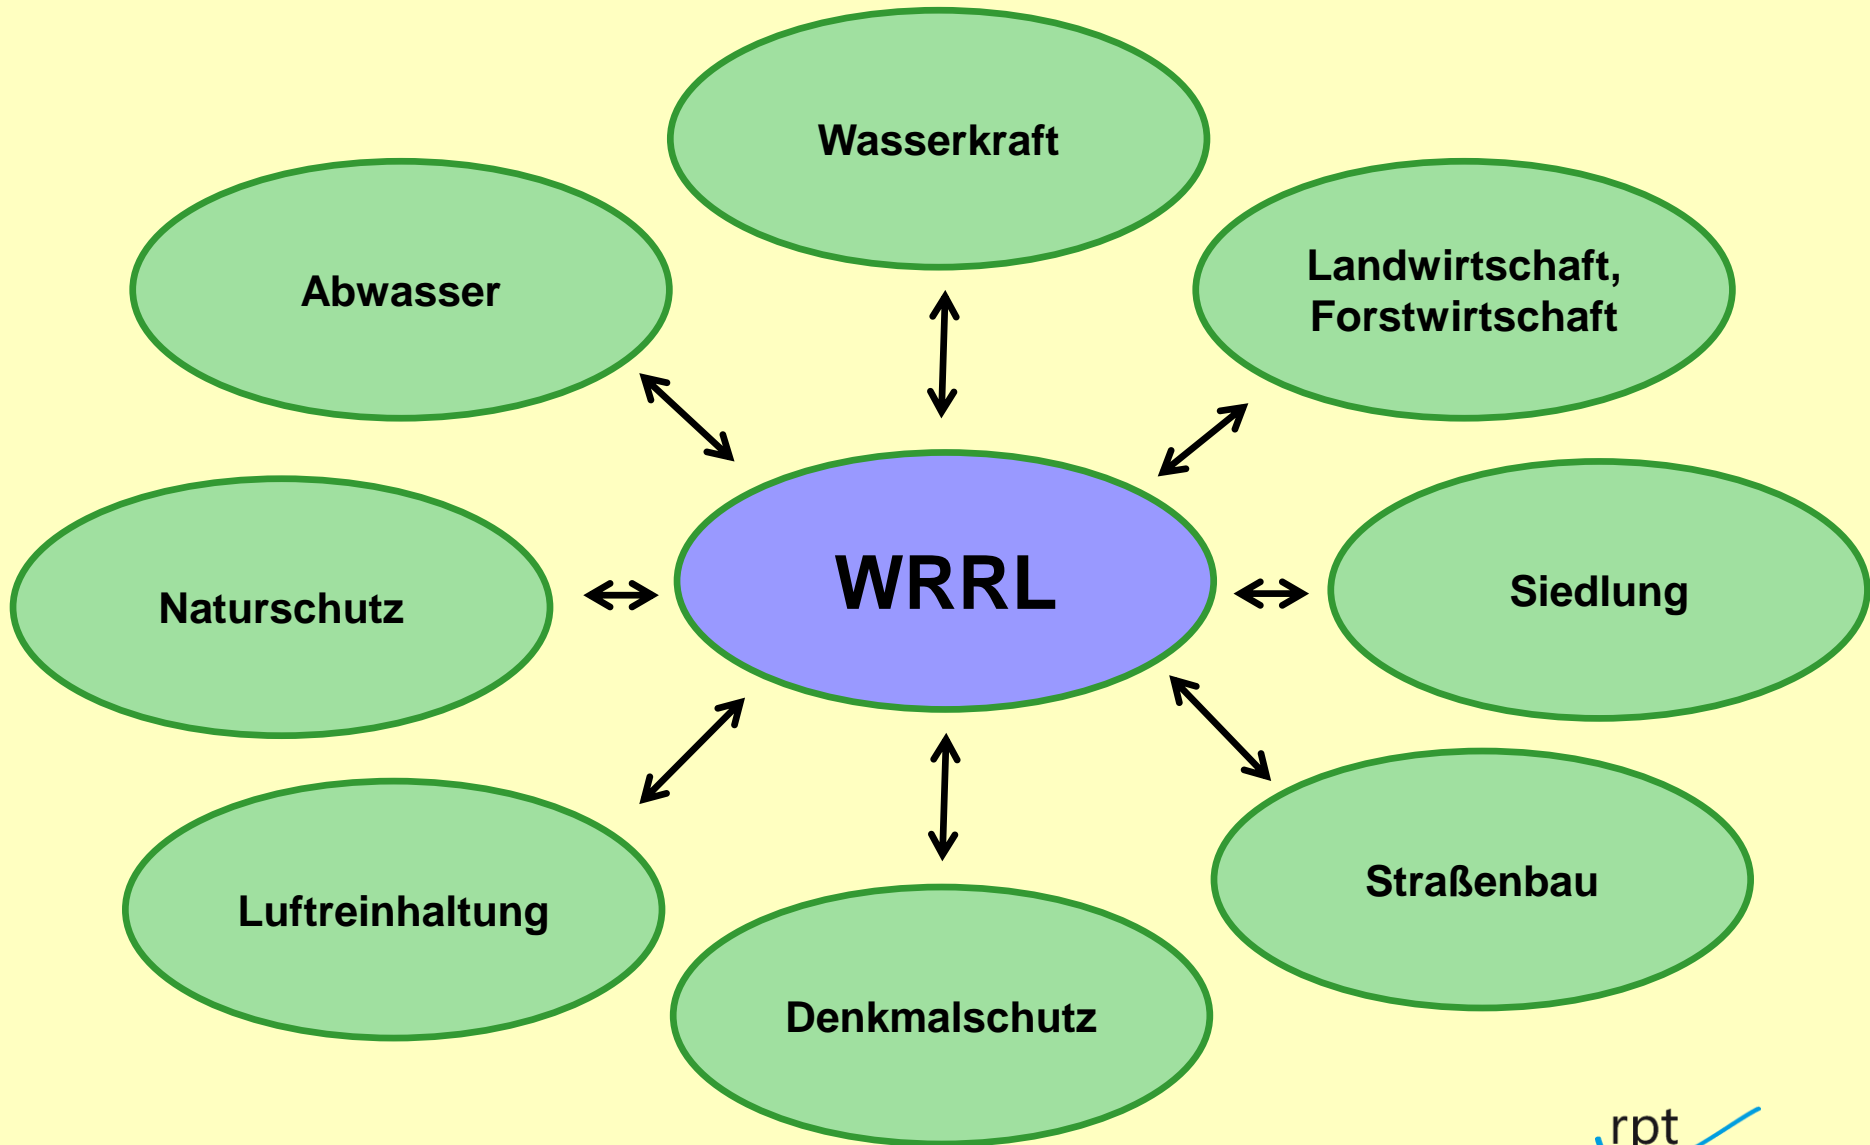 Wasserkraft
Abwasser
Landwirtschaft,
Forstwirtschaft
WRRL
Naturschutz
Siedlung
Luftreinhaltung
Straßenbau
Denkmalschutz
rpt